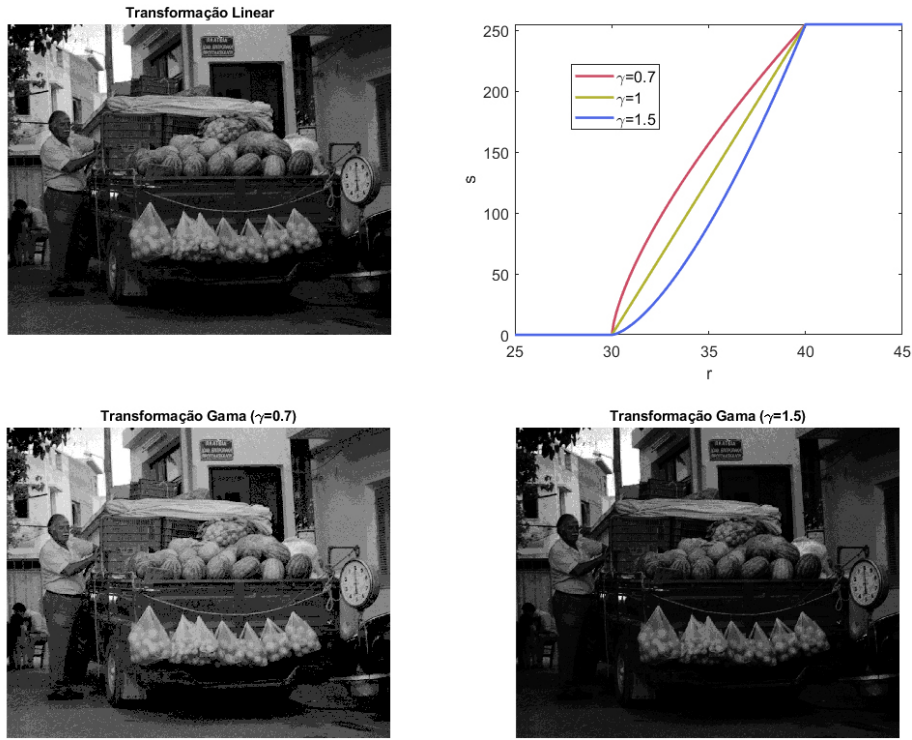 Transformação Linear
250
200
150
100
50
0
s
γ=0.7
γ=1
γ=1.5
25 30 35 40 45
r
Transformação Gama (γ=0.7)
Transformação Gama (γ=1.5)